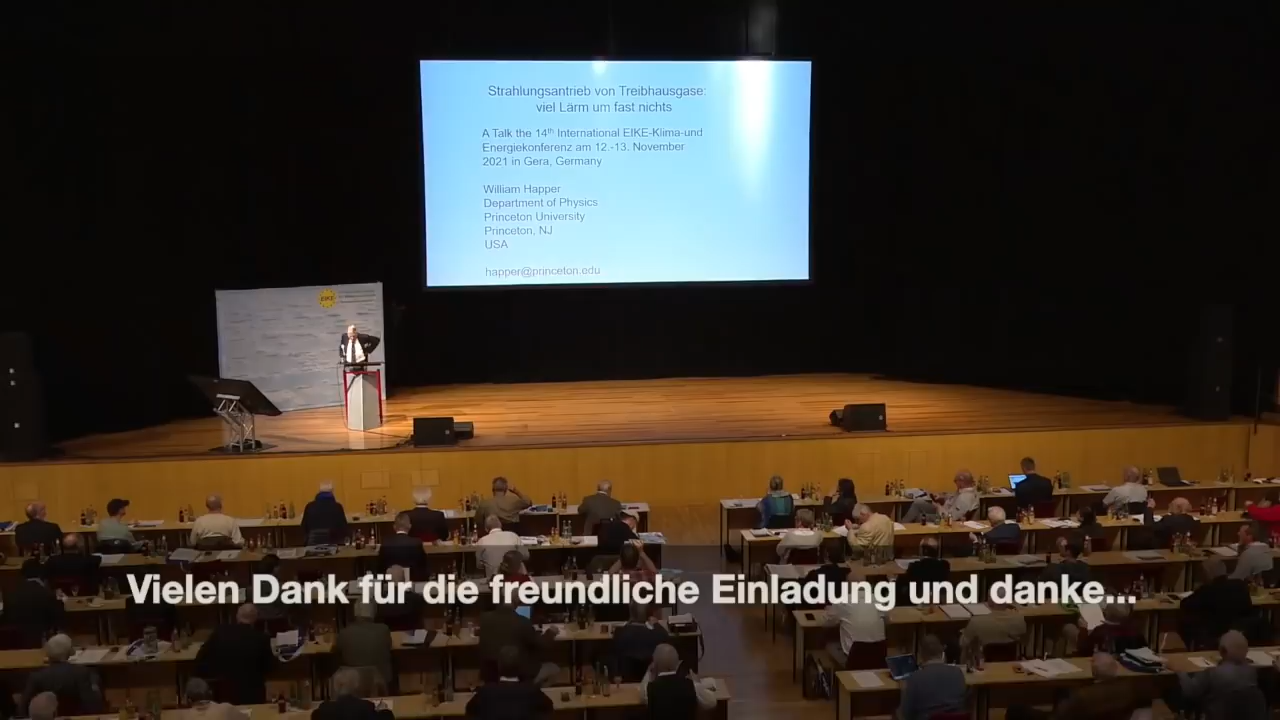 Strahlungsantrieb von Treibhausgase:
viel Lärm um fast nichts
A Talk the 14th International EIKE-Klima-und
Energiekonferenz am 12.-13. November
2021 in Gera, Germany
William Happer
Department of Physics
Princeton University
Princeton, NJ
USA
happer@princeton.edu
EIKE
Vielen Dank für die freundliche Einladung und danke...